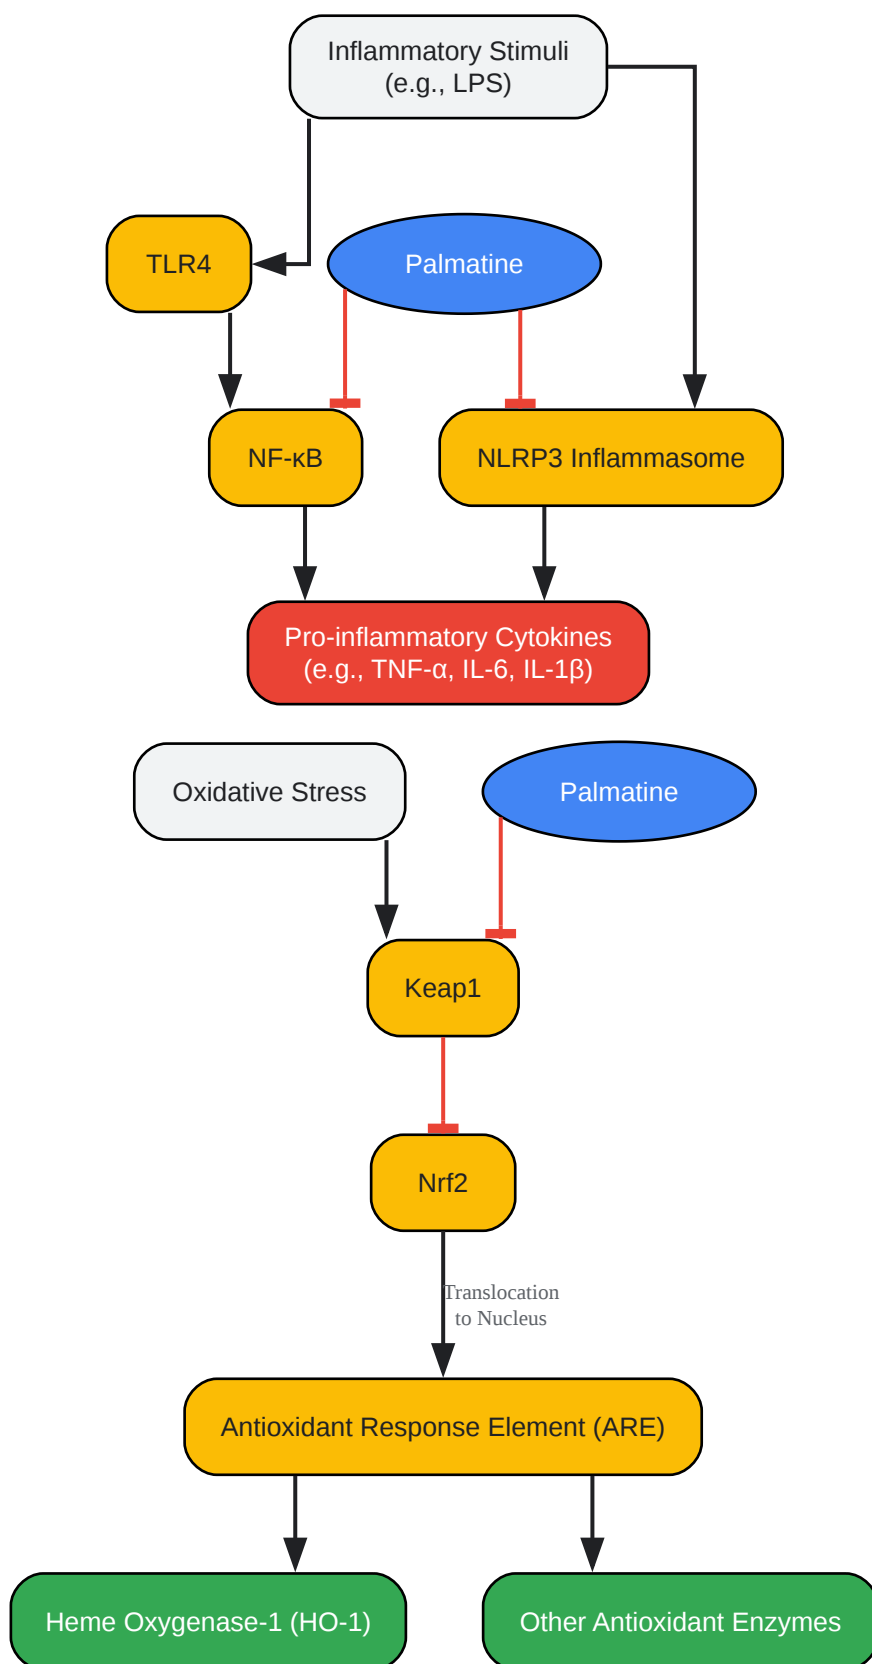 Inflammatory Stimuli
(e.g., LPS)
TLR4
Palmatine
NF-κB
NLRP3 Inflammasome
Pro-inflammatory Cytokines
(e.g., TNF-α, IL-6, IL-1β)
Oxidative Stress
Palmatine
Keap1
Nrf2
Translocation
to Nucleus
Antioxidant Response Element (ARE)
Heme Oxygenase-1 (HO-1)
Other Antioxidant Enzymes